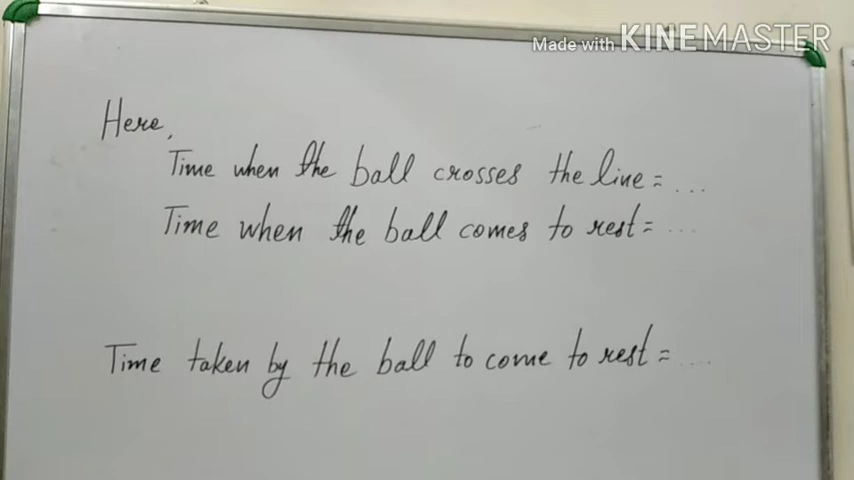 Made with KINEMASTER
Here,
Time when the ball crosses the line = ...
Time when the ball comes to rest = ...
Time taken by the ball to come to rest = ...